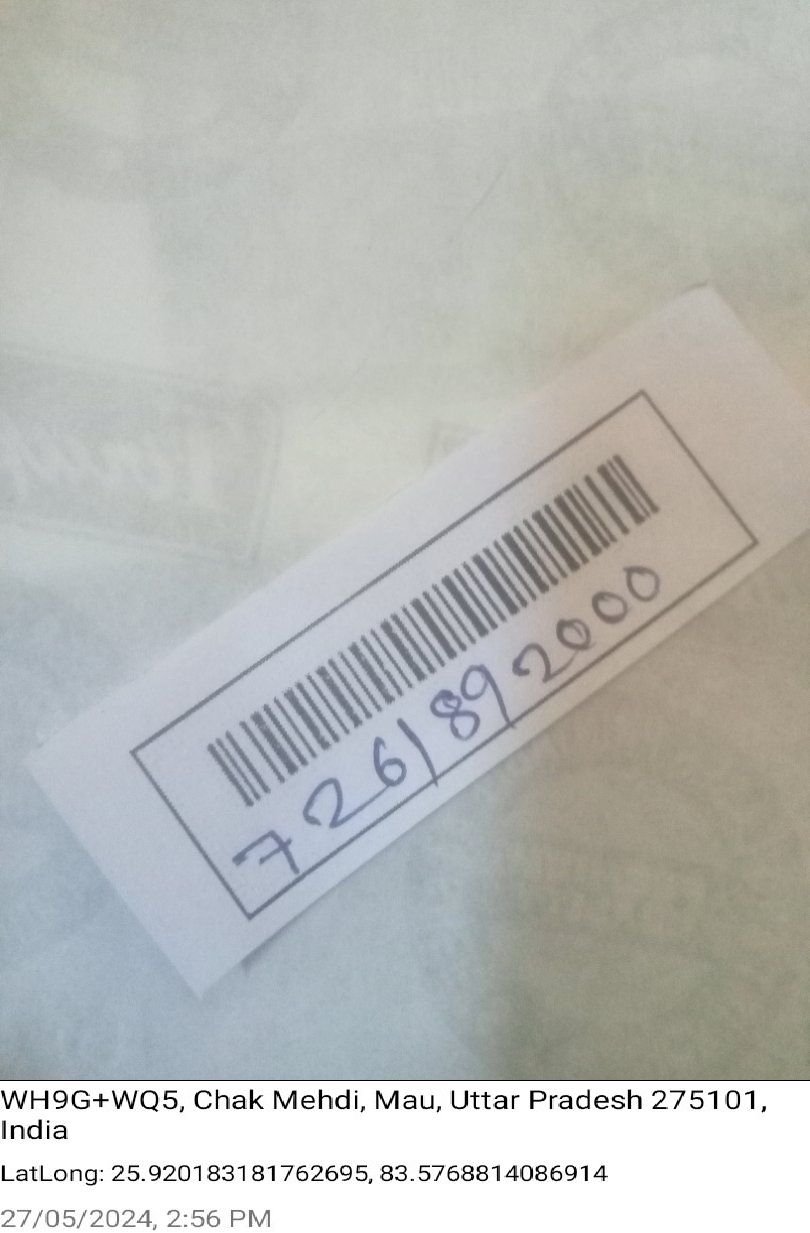 7261892000
WH9G+WQ5, Chak Mehdi, Mau, Uttar Pradesh 275101,
India
LatLong: 25.920183181762695, 83.5768814086914
27/05/2024, 2:56 PM